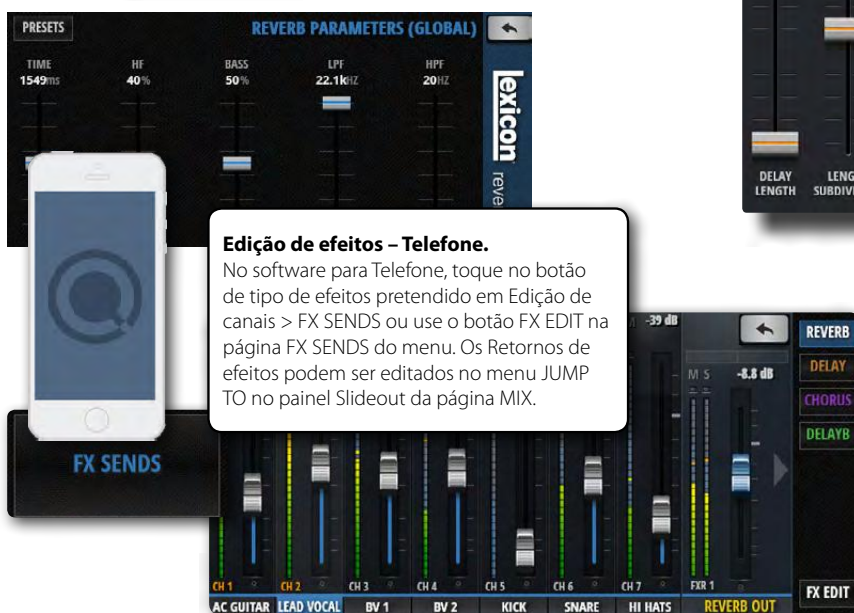 PRESETS
REVERB PARAMETERS (GLOBAL)
TIME HF BASS LPF HPF
1549ms 40% 50% 22.1kHZ 20HZ
lexicon
DELAY LENGTH
Edição de efeitos – Telefone.
No software para Telefone, toque no botão
de tipo de efeitos pretendido em Edição de
canais > FX SENDS ou use o botão FX EDIT na
página FX SENDS do menu. Os Retornos de
efeitos podem ser editados no menu JUMP
TO no painel Slideout da página MIX.
FX SENDS
-39 dB
M S -8.8 dB
REVERB
DELAY
CHORUS
DELAYB
CH 1 CH 2 CH 3 CH 4 CH 5 CH 6 CH 7 FXR 1
AC GUITAR LEAD VOCAL BV 1 BV 2 KICK SNARE HI HATS REVERB OUT
FX EDIT